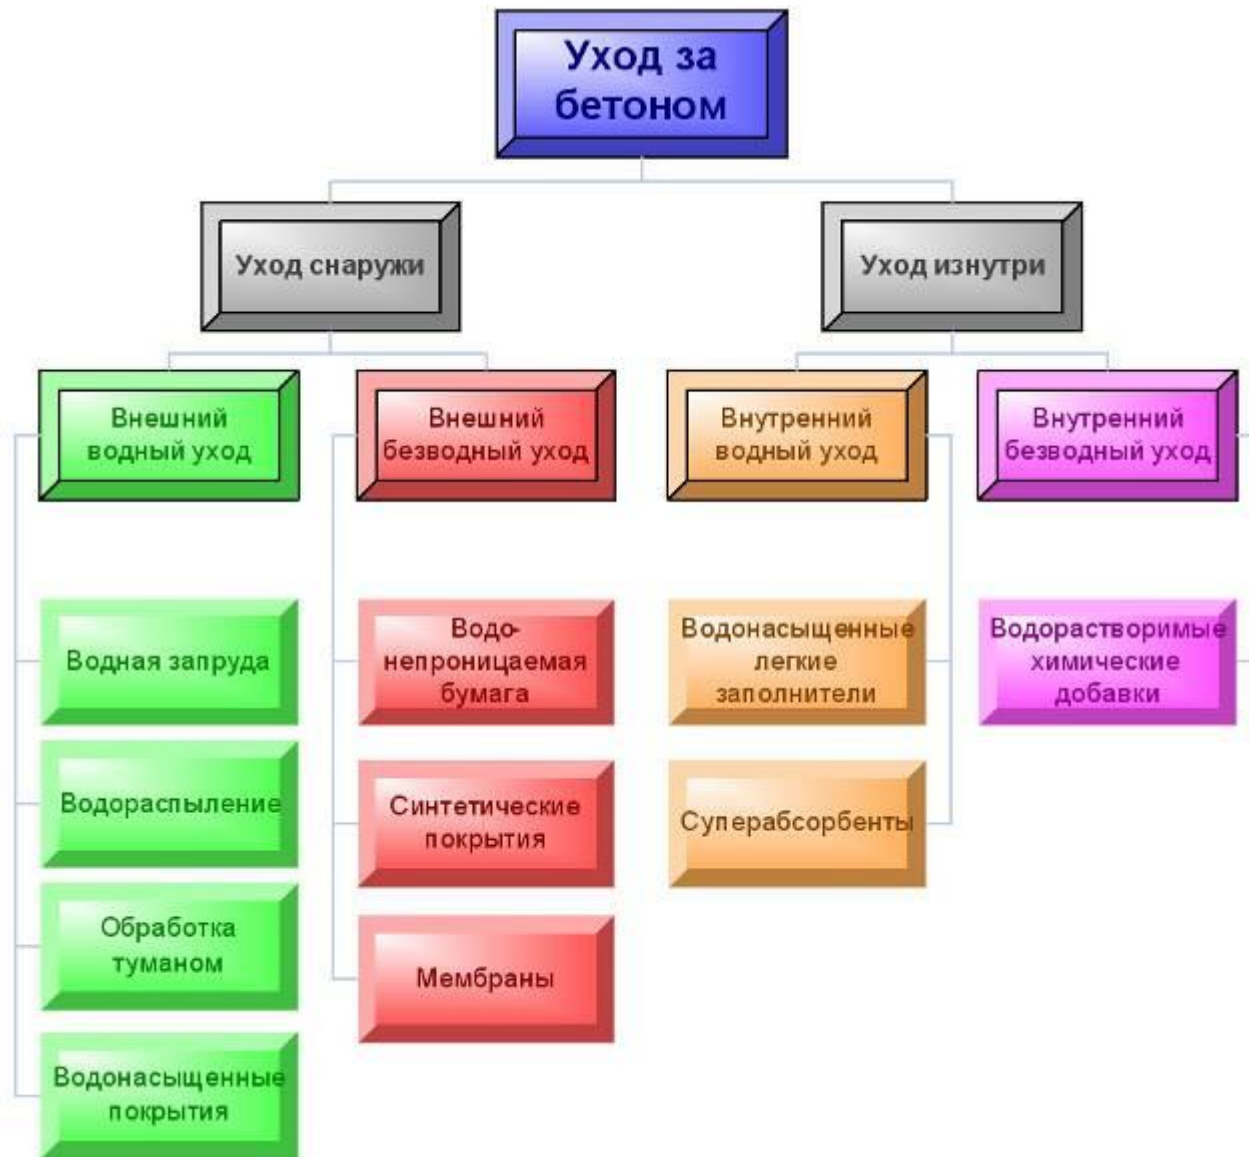 Уход за
бетоном
Уход снаружи
Уход изнутри
Внешний
водный уход
Внешний
безводный уход
Внутренний
водный уход
Внутренний
безводный уход
Водная запруда
Водораспыление
Обработка
туманом
Водонасыщенные
покрытия
Водо-
непроницаемая
бумага
Синтетические
покрытия
Мембраны
Водонасыщенные
легкие
заполнители
Суперабсорбенты
Водорастворимые
химические
добавки